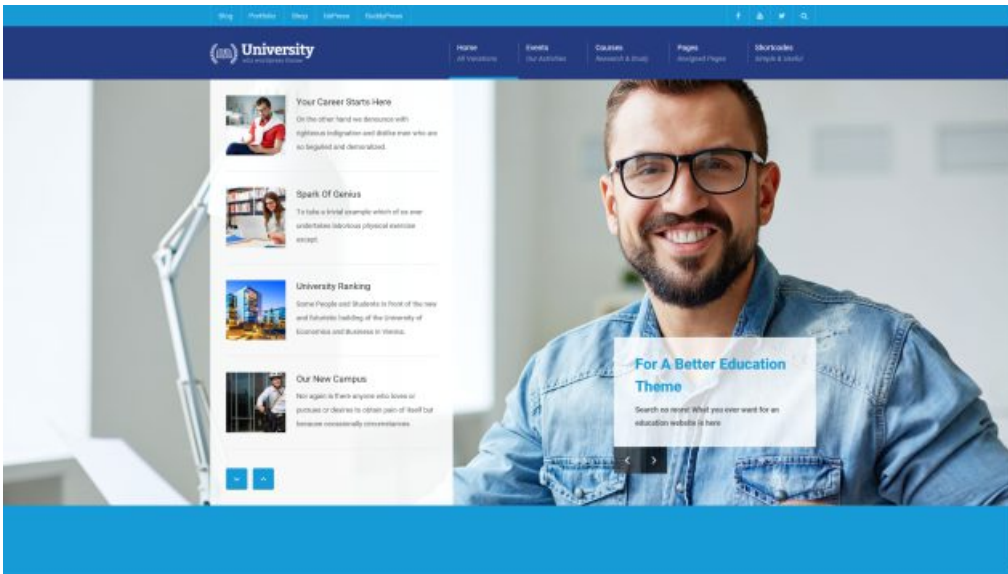 Blog Portfolio Shop bbPress BuddyPress
University
Home Events Courses Pages Shortcodes
All Variations Our Activities Research & Study Assigned Pages Simple & Useful
Your Career Starts Here
On the other hand we denounce with
righteous indignation and dislike men who are
so beguiled and demoralized.
Spark Of Genius
To take a trivial example which of us ever
undertakes laborious physical exercise
except.
University Ranking
Some People and Students in front of the new
and futuristic building of the University of
Economics and Business in Vienna.
Our New Campus
Nor again is there anyone who loves or
pursues or desires to obtain pain of itself but
because occasionally circumstances
For A Better Education
Theme
Search no more! What you ever want for an
education website is here